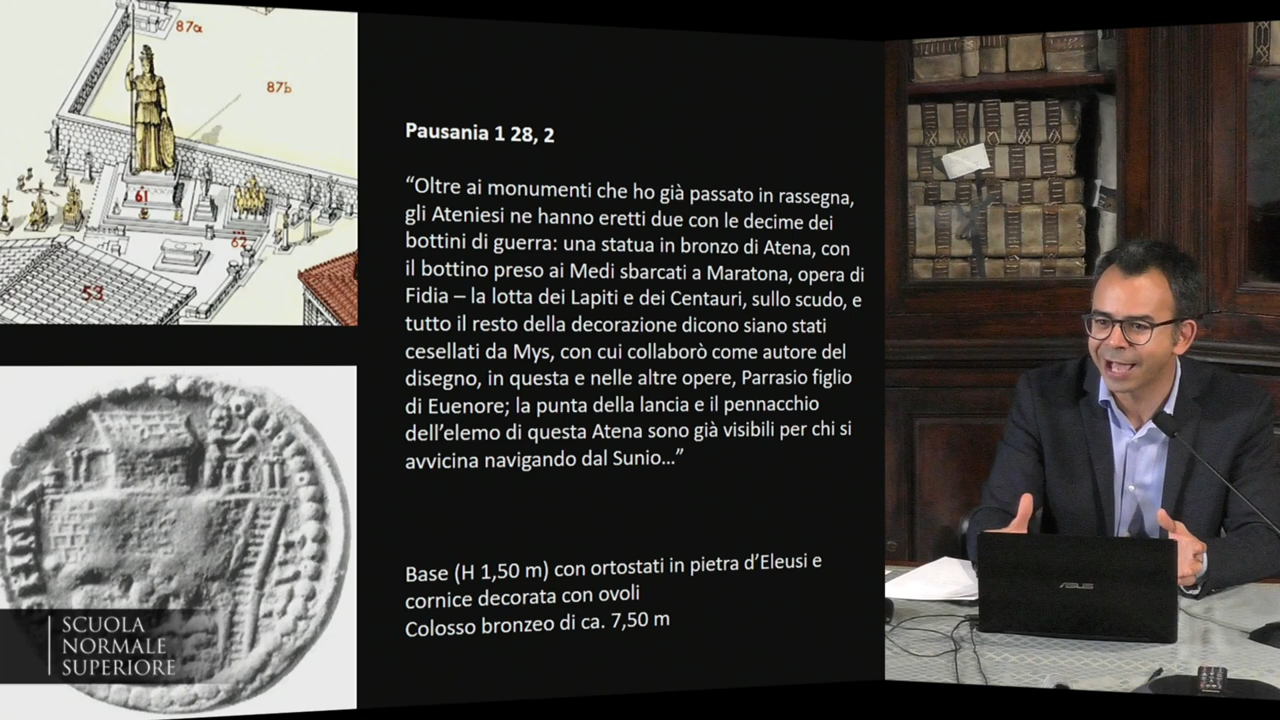 87a
87b
61
62
53
Pausania 1 28, 2
“Oltre ai monumenti che ho già passato in rassegna,
gli Ateniesi ne hanno eretti due con le decime dei
bottini di guerra: una statua in bronzo di Atena, con
il bottino preso ai Medi sbarcati a Maratona, opera di
Fidia – la lotta dei Lapiti e dei Centauri, sullo scudo, e
tutto il resto della decorazione dicono siano stati
cesellati da Mys, con cui collaborò come autore del
disegno, in questa e nelle altre opere, Parrasio figlio
di Euenore; la punta della lancia e il pennacchio
dell’elemo di questa Atena sono già visibili per chi si
avvicina navigando dal Sunio...”
Base (H 1,50 m) con ortostati in pietra d’Eleusi e
cornice decorata con ovoli
Colosso bronzeo di ca. 7,50 m
SCUOLA
NORMALE
SUPERIORE
ASUS